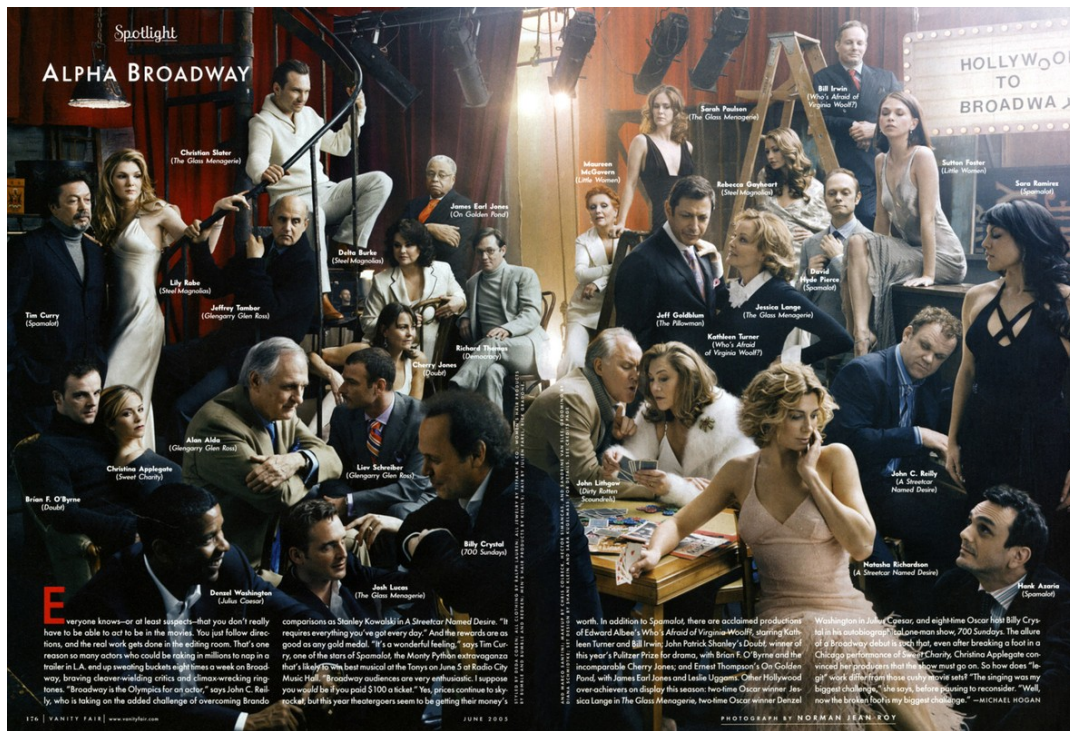 Spotlight
ALPHA BROADWAY
HOLLYWOO
TO
BROADWA
Christian Slater
(The Glass Menagerie)
James Earl Jones
(On Golden Pond)
Sarah Paulson
(The Glass Menagerie)
Bill Irwin
(Who's Afraid of
Virginia Woolf?)
Maureen
McGovern
(Little Women)
Rebecca Gayheart
(Steel Magnolias)
Sutton Foster
(Little Women)
Sara Ramirez
(Spamalot)
Delta Burke
(Steel Magnolias)
Lily Rabe
(Steel Magnolias)
Jeffrey Tambor
(Glengarry Glen Ross)
Tim Curry
(Spamalot)
David
Hyde Pierce
(Spamalot)
Jessica Lange
(The Glass Menagerie)
Jeff Goldblum
(The Pillowman)
Kathleen Turner
(Who's Afraid
of Virginia Woolf?)
Richard Thomas
(Democracy)
Cherry Jones
(Doubt)
Alan Alda
(Glengarry Glen Ross)
Christina Applegate
(Sweet Charity)
Liev Schreiber
(Glengarry Glen Ross)
John Lithgow
(Dirty Rotten
Scoundrels)
John C. Reilly
(A Streetcar
Named Desire)
Brian F. O'Byrne
(Doubt)
Billy Crystal
(700 Sundays)
Natasha Richardson
(A Streetcar Named Desire)
Hank Azaria
(Spamalot)
Denzel Washington
(Julius Caesar)
Josh Lucas
(The Glass Menagerie)
Everyone knows—or at least suspects—that you don't really
have to be able to act to be in the movies. You just follow direc-
tions, and the real work gets done in the editing room. That's one
reason so many actors who could be raking in millions to nap in a
trailer in L.A. end up sweating buckets eight times a week on Broad-
way, braving cleaver-wielding critics and climax-wrecking ring-
tones. "Broadway is the Olympics for an actor," says John C. Reil-
ly, who is taking on the added challenge of overcoming Brando
comparisons as Stanley Kowalski in A Streetcar Named Desire. "It
requires everything you've got every day." And the rewards are as
good as any gold medal. "It's a wonderful feeling," says Tim Cur-
ry, one of the stars of Spamalot, the Monty Python extravaganza
that's likely to win best musical at the Tonys on June 5 at Radio City
Music Hall. "Broadway audiences are very enthusiastic. I suppose
you would be if you paid $100 a ticket." Yes, prices continue to sky-
rocket, but this year theatergoers seem to be getting their money's
worth. In addition to Spamalot, there are acclaimed productions
of Edward Albee's Who's Afraid of Virginia Woolf?, starring Kath-
leen Turner and Bill Irwin; John Patrick Shanley's Doubt, winner of
this year's Pulitzer Prize for drama, with Brian F. O'Byrne and the
incomparable Cherry Jones; and Ernest Thompson's On Golden
Pond, with James Earl Jones and Leslie Uggams. Other Hollywood
over-achievers on display this season: two-time Oscar winner Jes-
sica Lange in The Glass Menagerie, two-time Oscar winner Denzel
Washington in Julius Caesar, and eight-time Oscar host Billy Crys-
tal in his autobiographical one-man show, 700 Sundays. The allure
of a Broadway debut is such that, even after breaking a foot in a
Chicago performance of Sweet Charity, Christina Applegate con-
vinced her producers that the show must go on. So how does "le-
git" work differ from those cushy movie sets? "The singing was my
biggest challenge," she says, before pausing to reconsider. "Well,
now the broken foot is my biggest challenge." —MICHAEL HOGAN
176 VANITY FAIR www.vanityfair.com
JUNE 2005
PHOTOGRAPH BY NORMAN JEAN ROY